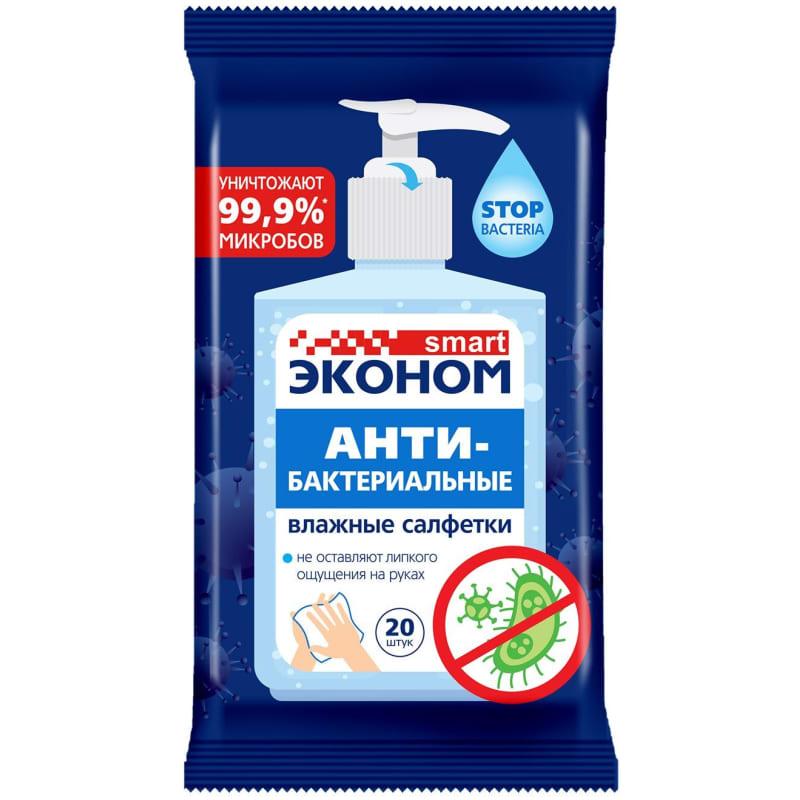 УНИЧТОЖАЮТ
99,9%*
МИКРОБОВ
STOP
BACTERIA
smart
ЭКОНОМ
АНТИ-
БАКТЕРИАЛЬНЫЕ
влажные салфетки
• не оставляют липкого
ощущения на руках
20
штук